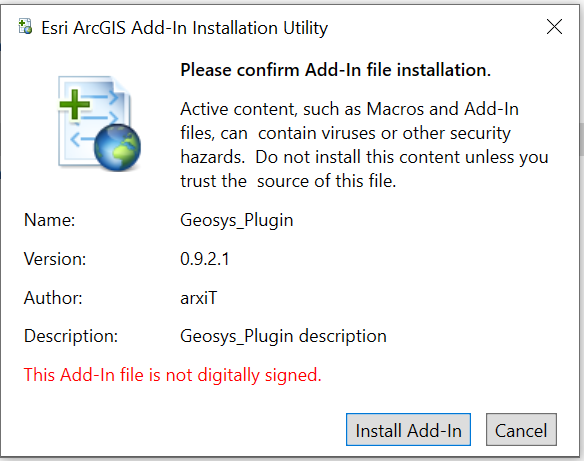 Esri ArcGIS Add-In Installation Utility
Please confirm Add-In file installation.
Active content, such as Macros and Add-In
files, can  contain viruses or other security
hazards.  Do not install this content unless you
trust the  source of this file.
Name: Geosys_Plugin
Version: 0.9.2.1
Author: arxiT
Description: Geosys_Plugin description
This Add-In file is not digitally signed.
Install Add-In Cancel